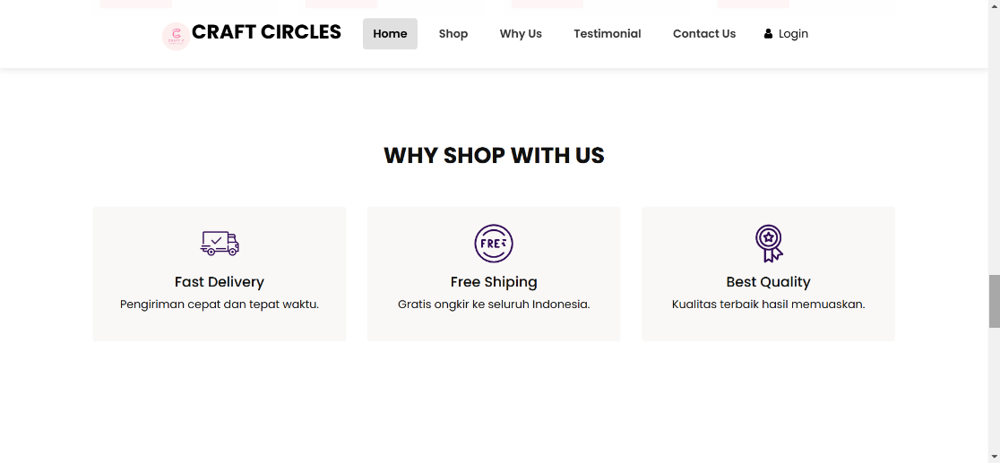 CRAFT CIRCLES
Home Shop Why Us Testimonial Contact Us Login
WHY SHOP WITH US
FREE
Fast Delivery Free Shiping Best Quality
Pengiriman cepat dan tepat waktu. Gratis ongkir ke seluruh Indonesia. Kualitas terbaik hasil memuaskan.